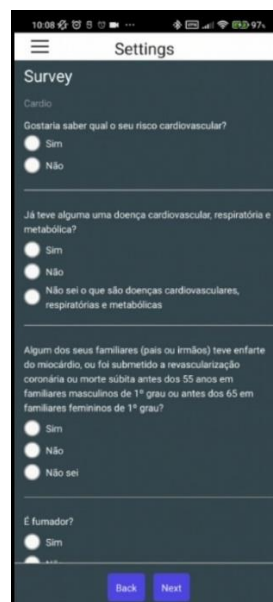 10:08
97%
Settings
Survey
Cardio
Gostaria saber qual o seu risco cardiovascular?
Sim
Não
Já teve alguma uma doença cardiovascular, respiratória e
metabólica?
Sim
Não
Não sei o que são doenças cardiovasculares,
respiratórias e metabólicas
Algum dos seus familiares (pais ou irmãos) teve enfarte
do miocárdio, ou foi submetido a revascularização
coronária ou morte súbita antes dos 55 anos em
familiares masculinos de 1º grau ou antes dos 65 em
familiares femininos de 1º grau?
Sim
Não
Não sei
É fumador?
Sim
Back Next